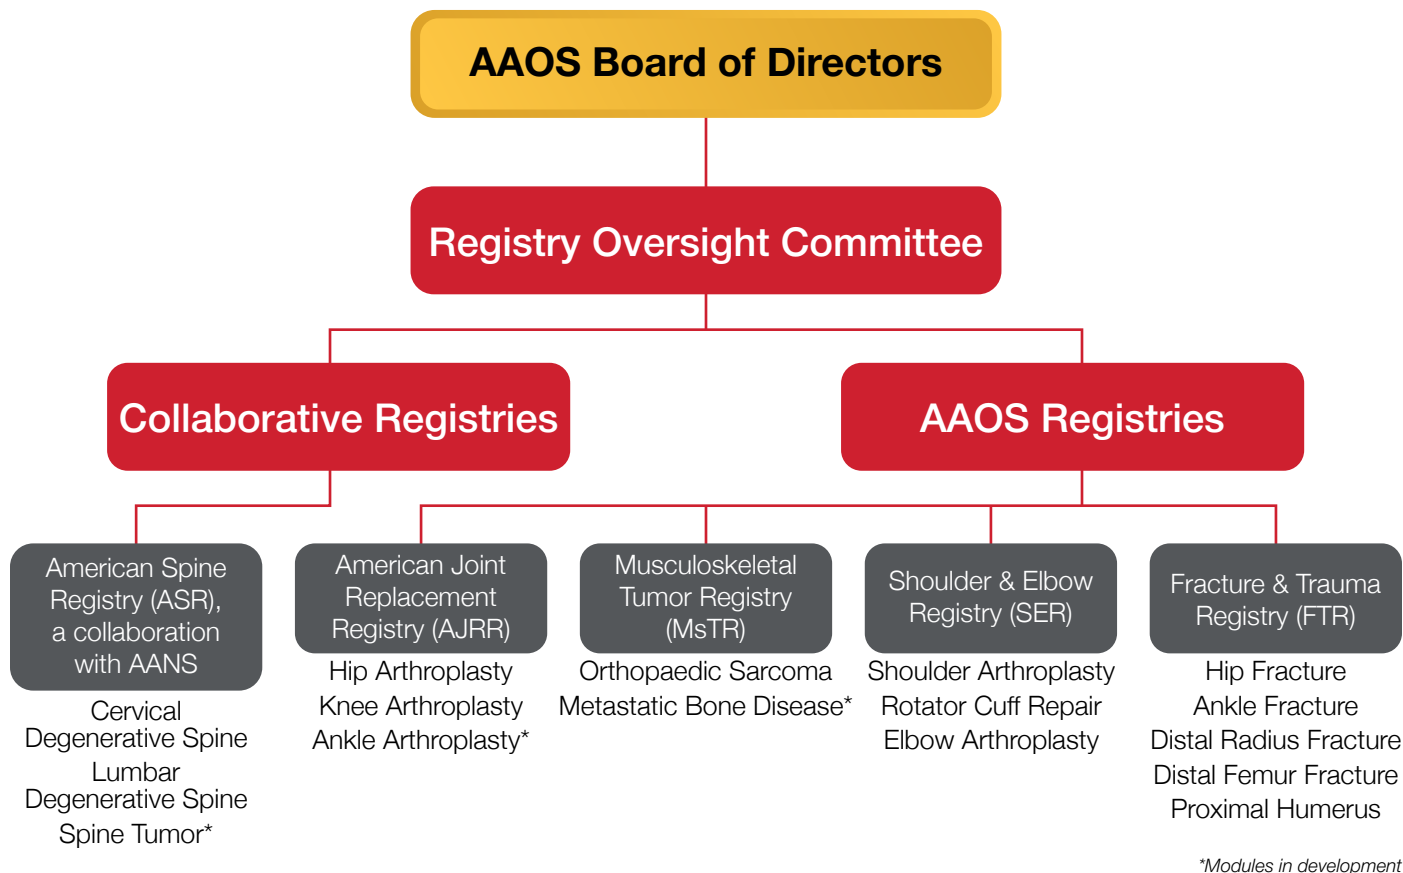 AAOS Board of Directors
Registry Oversight Committee
Collaborative Registries
AAOS Registries
American Spine
Registry (ASR),
a collaboration
with AANS
Cervical
Degenerative Spine
Lumbar
Degenerative Spine
Spine Tumor*
American Joint
Replacement
Registry (AJRR)
Hip Arthroplasty
Knee Arthroplasty
Ankle Arthroplasty*
Musculoskeletal
Tumor Registry
(MsTR)
Orthopaedic Sarcoma
Metastatic Bone Disease*
Shoulder & Elbow
Registry (SER)
Shoulder Arthroplasty
Rotator Cuff Repair
Elbow Arthroplasty
Fracture & Trauma
Registry (FTR)
Hip Fracture
Ankle Fracture
Distal Radius Fracture
Distal Femur Fracture
Proximal Humerus
*Modules in development